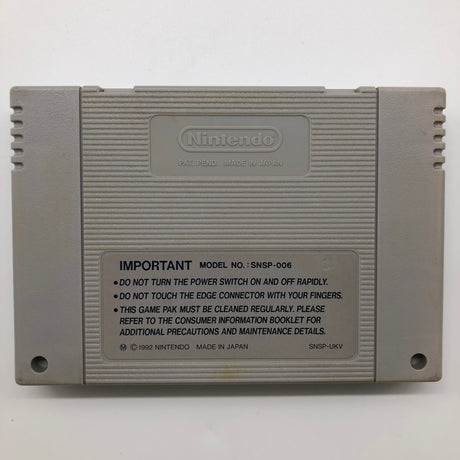 Nintendo
PAT. PEND. MADE IN JAPAN
IMPORTANT MODEL NO.: SNSP-006
•DO NOT TURN THE POWER SWITCH ON AND OFF RAPIDLY.
•DO NOT TOUCH THE EDGE CONNECTOR WITH YOUR FINGERS.
•THIS GAME PAK MUST BE CLEANED REGULARLY. PLEASE
REFER TO THE CONSUMER INFORMATION BOOKLET FOR
ADDITIONAL PRECAUTIONS AND MAINTENANCE DETAILS.
Ⓜ ©1992 NINTENDO MADE IN JAPAN SNSP-UKV